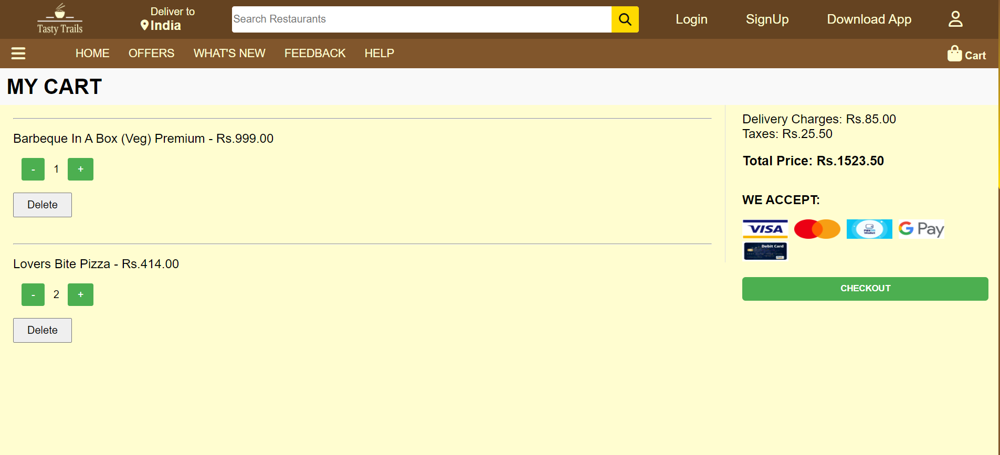 Tasty Trails
Deliver to
India
Search Restaurants
Login
SignUp
Download App
HOME
OFFERS
WHAT'S NEW
FEEDBACK
HELP
Cart
MY CART
Barbeque In A Box (Veg) Premium - Rs.999.00
- 1 +
Delete
Lovers Bite Pizza - Rs.414.00
- 2 +
Delete
Delivery Charges: Rs.85.00
Taxes: Rs.25.50
Total Price: Rs.1523.50
WE ACCEPT:
VISA
Paytm
Wallet
G Pay
Debit Card
CHECKOUT